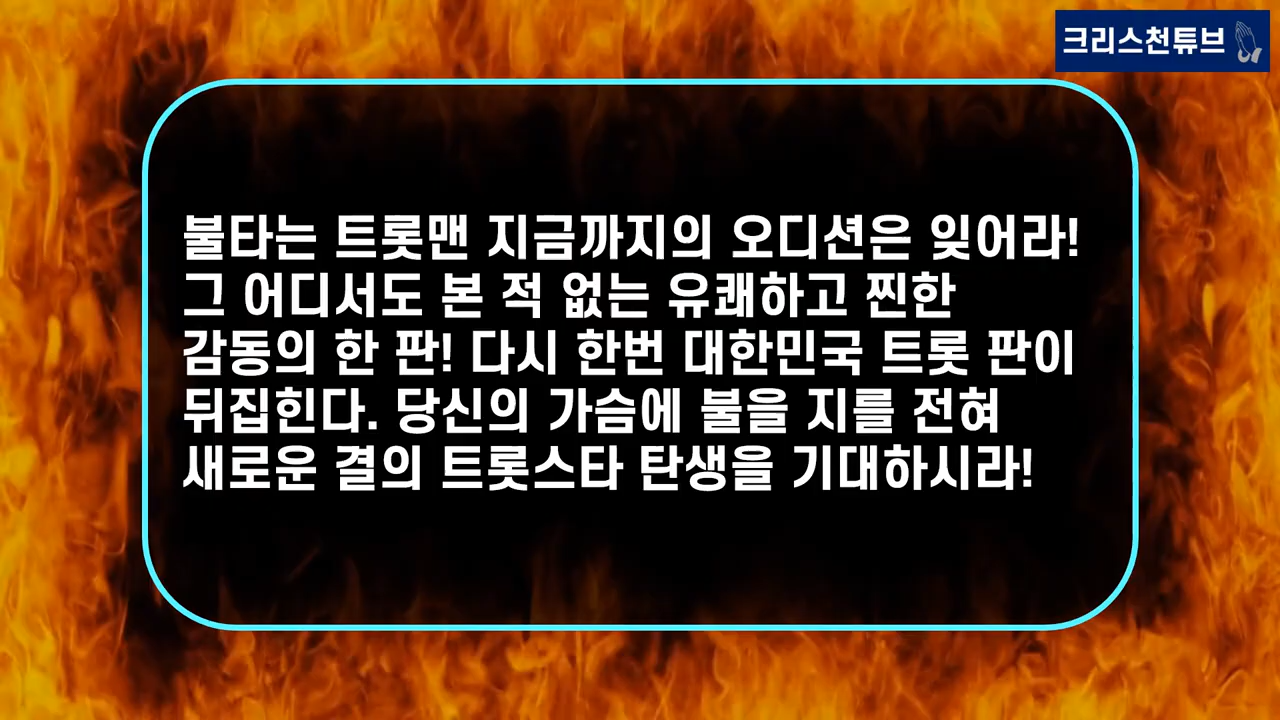 크리스천튜브
불타는 트롯맨 지금까지의 오디션은 잊어라!
그 어디서도 본 적 없는 유쾌하고 찐한
감동의 한 판! 다시 한번 대한민국 트롯 판이
뒤집힌다. 당신의 가슴에 불을 지를 전혀
새로운 결의 트롯스타 탄생을 기대하시라!